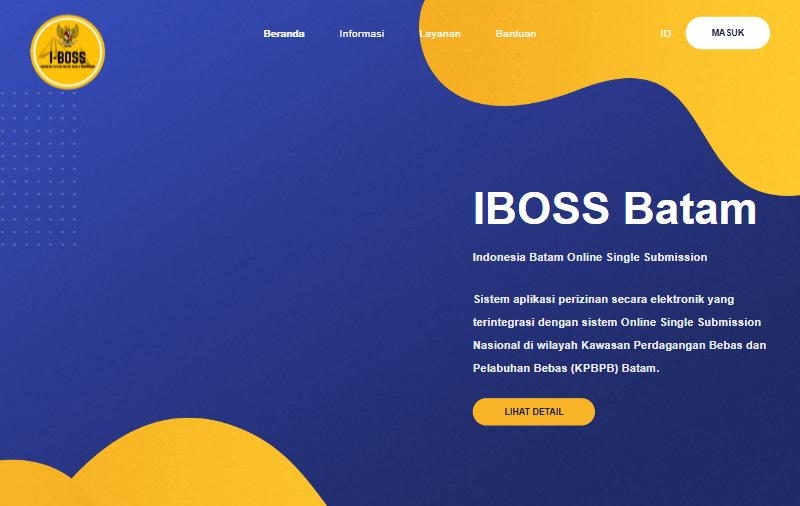 I-BOSS
Beranda
Informasi
Layanan
Bantuan
ID
MASUK
IBOSS Batam
Indonesia Batam Online Single Submission
Sistem aplikasi perizinan secara elektronik yang
terintegrasi dengan sistem Online Single Submission
Nasional di wilayah Kawasan Perdagangan Bebas dan
Pelabuhan Bebas (KPBPB) Batam.
LIHAT DETAIL